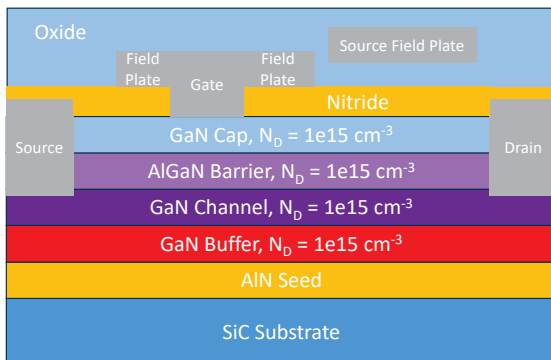 Oxide
Source Field Plate
Field
Plate
Gate
Field
Plate
Nitride
Source
GaN Cap, N_D = 1e15 cm⁻³
Drain
AlGaN Barrier, N_D = 1e15 cm⁻³
GaN Channel, N_D = 1e15 cm⁻³
GaN Buffer, N_D = 1e15 cm⁻³
AlN Seed
SiC Substrate